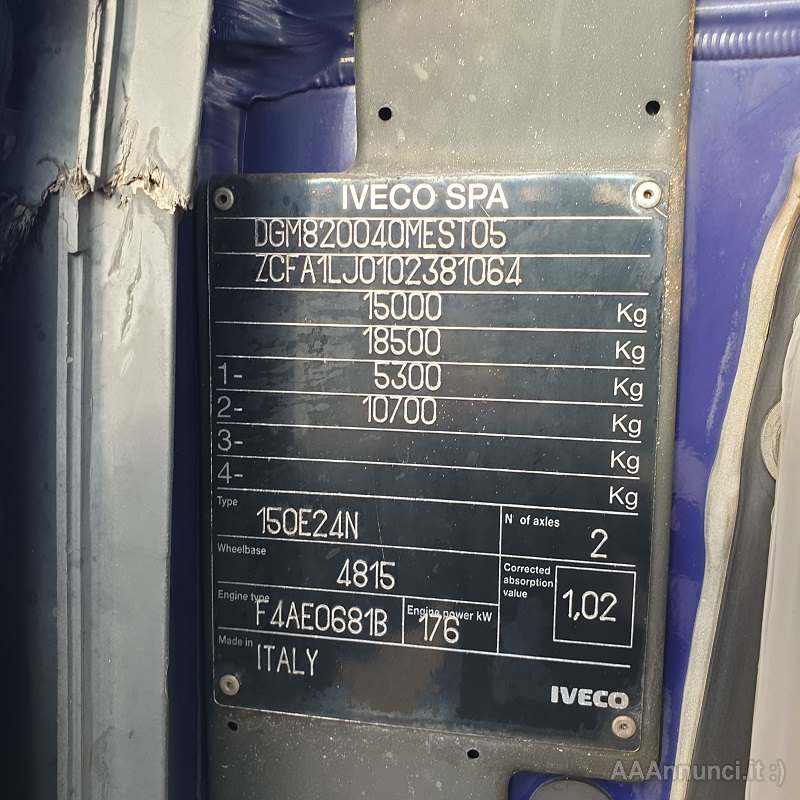 IVECO SPA
DGM820040MEST05
ZCFA1LJ0102381064
15000 Kg
18500 Kg
1- 5300 Kg
2- 10700 Kg
3- Kg
4- Kg
Type 150E24N
N of axles 2
Wheelbase 4815
Corrected absorption value 1,02
Engine type F4AE0681B
Engine power kW 176
Made in ITALY
IVECO
AAAnnunci.it :)